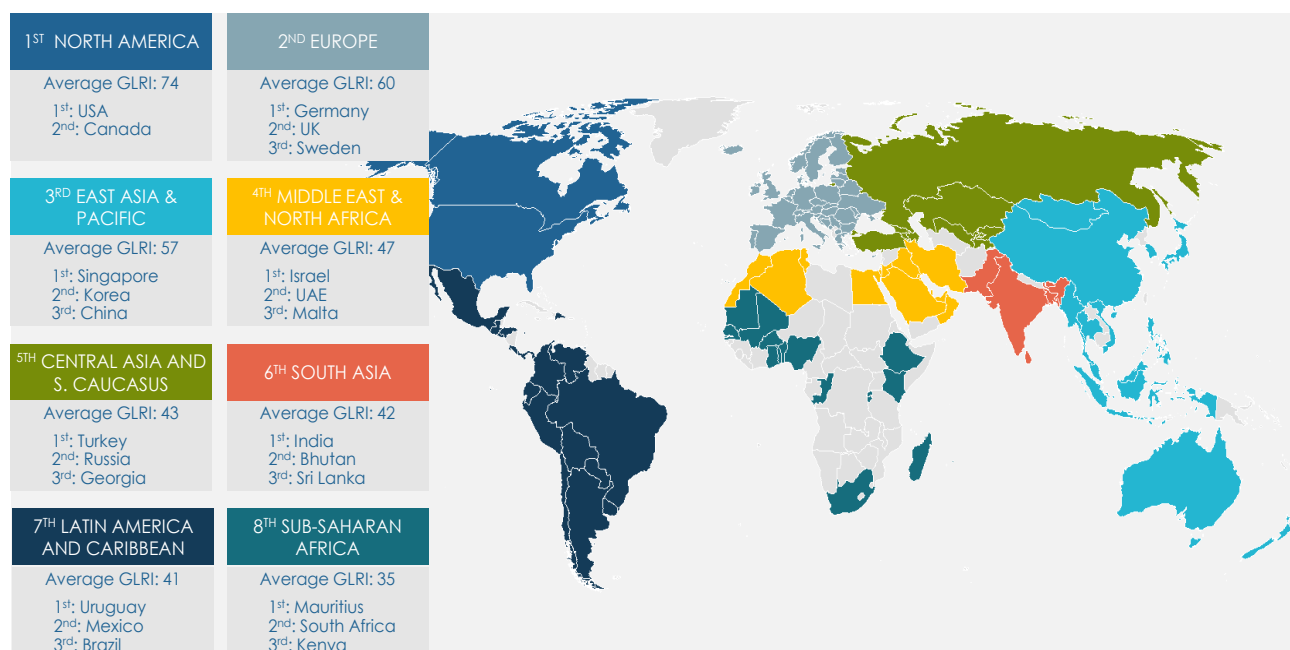 1ST NORTH AMERICA
Average GLRI: 74
1st: USA
2nd: Canada
2ND EUROPE
Average GLRI: 60
1st: Germany
2nd: UK
3rd: Sweden
3RD EAST ASIA &
PACIFIC
Average GLRI: 57
1st: Singapore
2nd: Korea
3rd: China
4TH MIDDLE EAST &
NORTH AFRICA
Average GLRI: 47
1st: Israel
2nd: UAE
3rd: Malta
5TH CENTRAL ASIA AND
S. CAUCASUS
Average GLRI: 43
1st: Turkey
2nd: Russia
3rd: Georgia
6TH SOUTH ASIA
Average GLRI: 42
1st: India
2nd: Bhutan
3rd: Sri Lanka
7TH LATIN AMERICA
AND CARIBBEAN
Average GLRI: 41
1st: Uruguay
2nd: Mexico
3rd: Brazil
8TH SUB-SAHARAN
AFRICA
Average GLRI: 35
1st: Mauritius
2nd: South Africa
3rd: Kenya